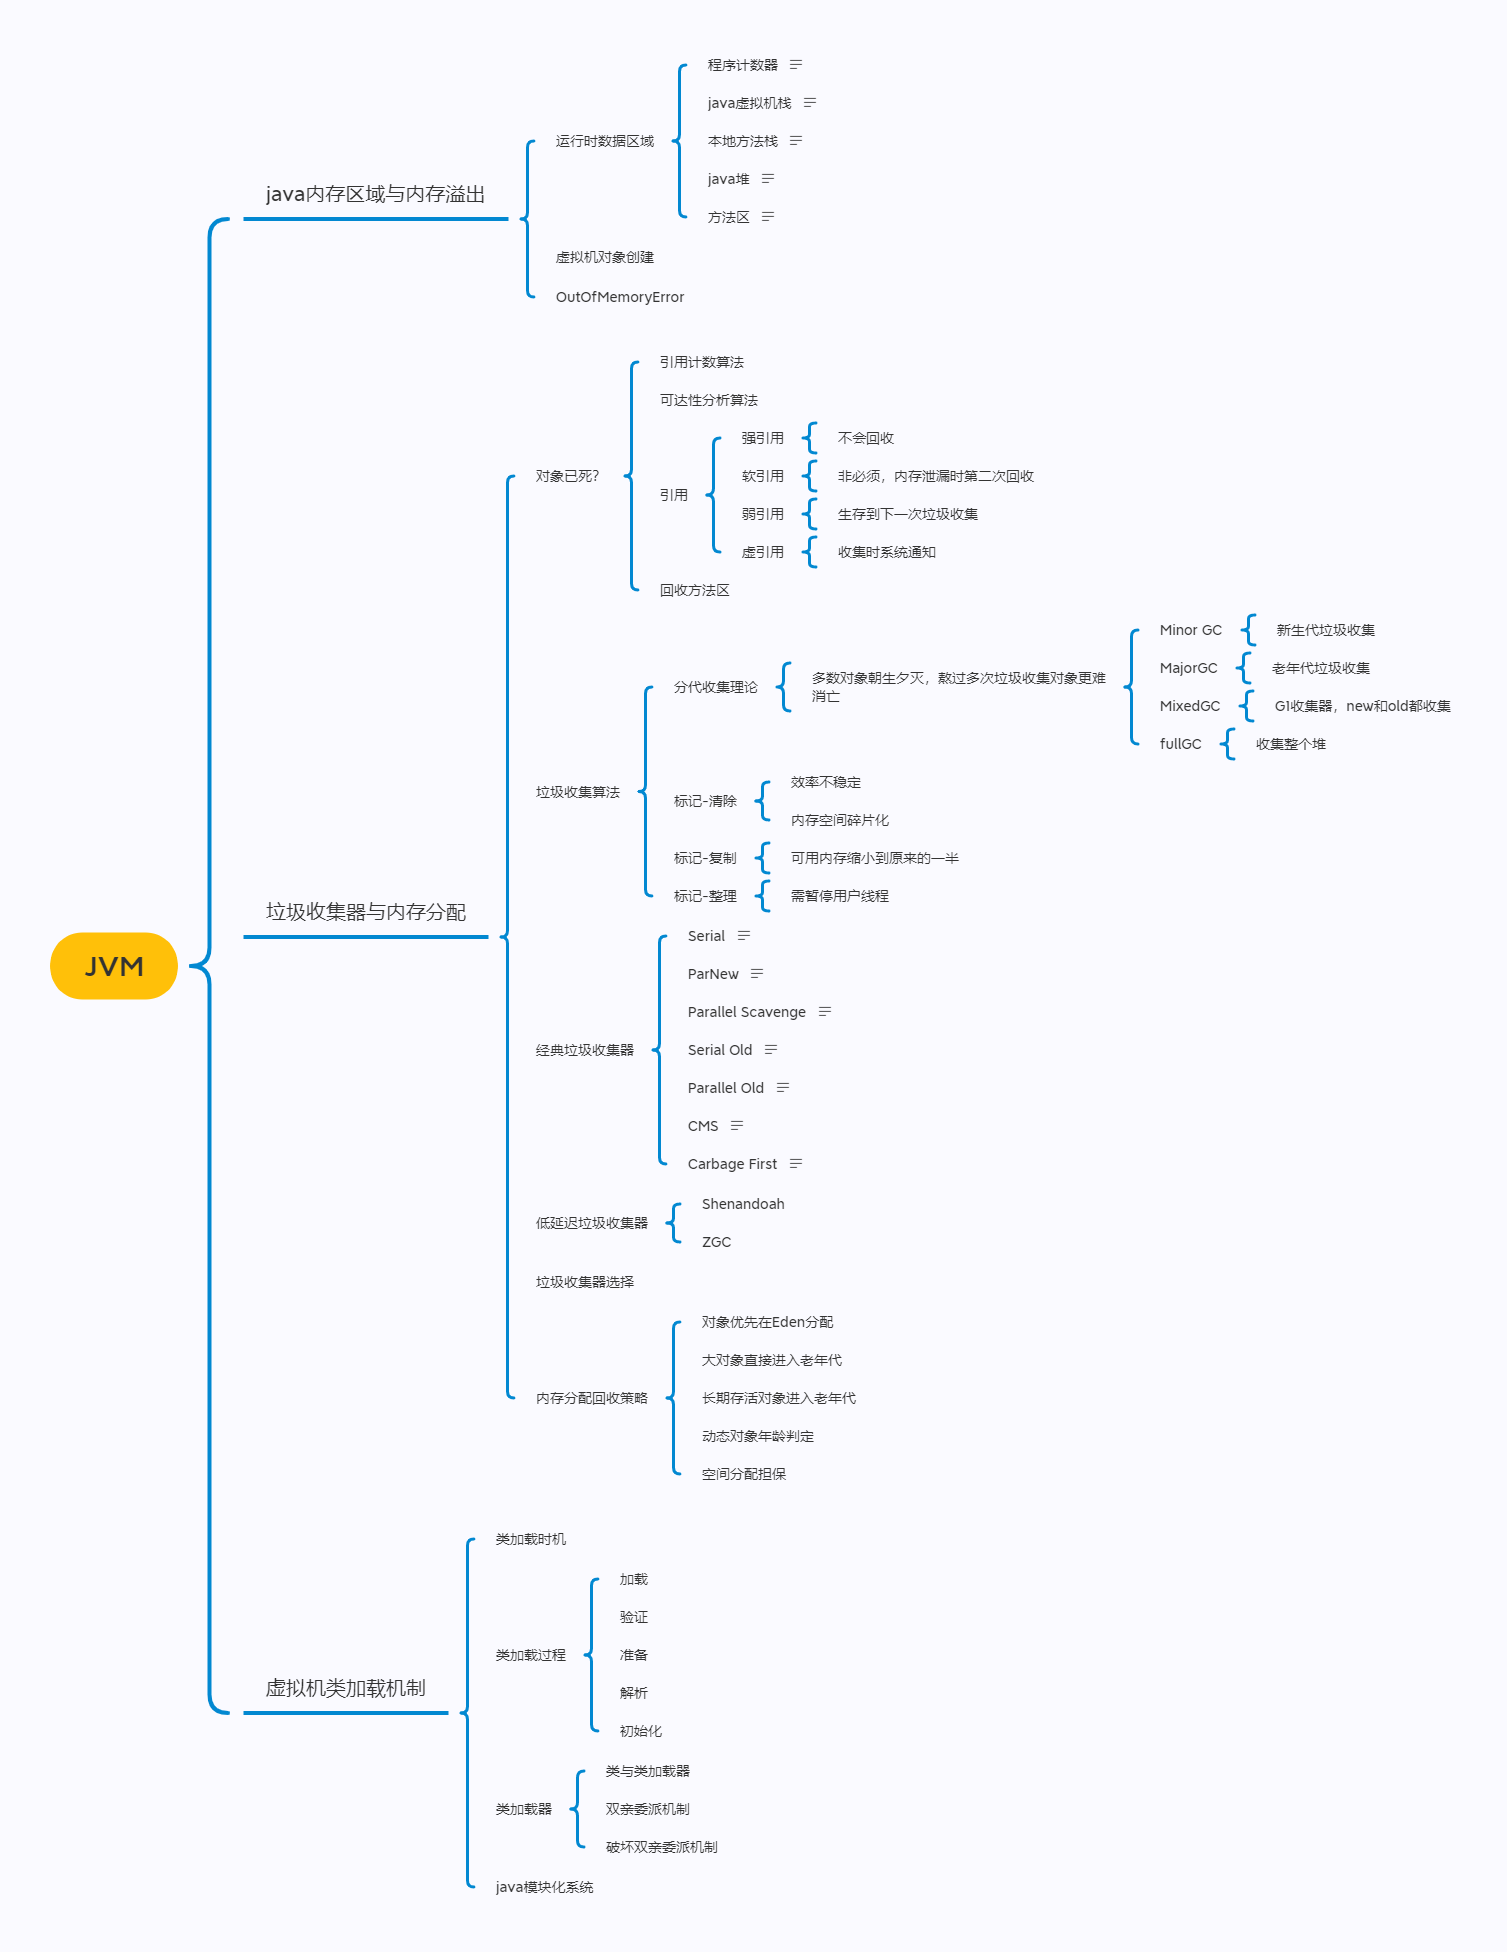 JVM
java内存区域与内存溢出
运行时数据区域
程序计数器
java虚拟机栈
本地方法栈
java堆
方法区
虚拟机对象创建
OutOfMemoryError
垃圾收集器与内存分配
对象已死?
引用计数算法
可达性分析算法
引用
强引用
不会回收
软引用
非必须，内存泄漏时第二次回收
弱引用
生存到下一次垃圾收集
虚引用
收集时系统通知
回收方法区
垃圾收集算法
分代收集理论
多数对象朝生夕灭，熬过多次垃圾收集对象更难
消亡
Minor GC
新生代垃圾收集
MajorGC
老年代垃圾收集
MixedGC
G1收集器，new和old都收集
fullGC
收集整个堆
标记-清除
效率不稳定
内存空间碎片化
标记-复制
可用内存缩小到原来的一半
标记-整理
需暂停用户线程
经典垃圾收集器
Serial
ParNew
Parallel Scavenge
Serial Old
Parallel Old
CMS
Carbage First
低延迟垃圾收集器
Shenandoah
ZGC
垃圾收集器选择
内存分配回收策略
对象优先在Eden分配
大对象直接进入老年代
长期存活对象进入老年代
动态对象年龄判定
空间分配担保
虚拟机类加载机制
类加载时机
类加载过程
加载
验证
准备
解析
初始化
类加载器
类与类加载器
双亲委派机制
破坏双亲委派机制
java模块化系统